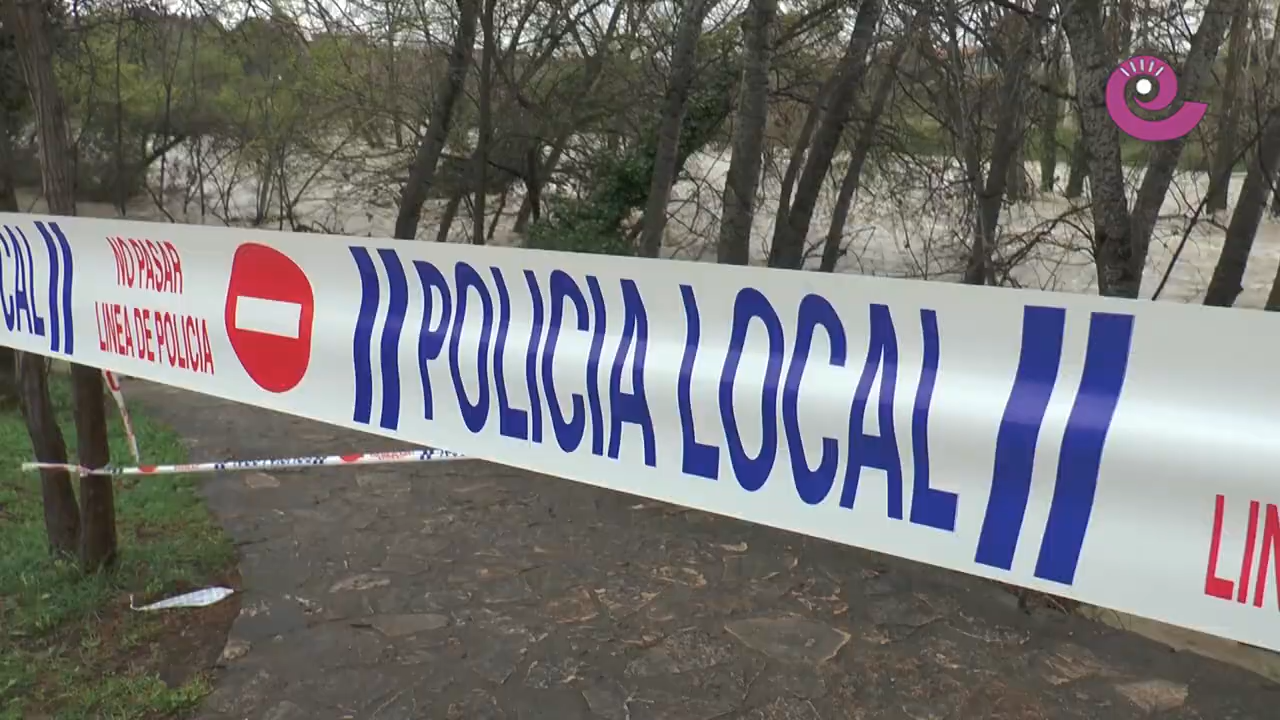 CAL
NO PASAR
LINEA DE POLICIA
POLICIA LOCAL
LIN